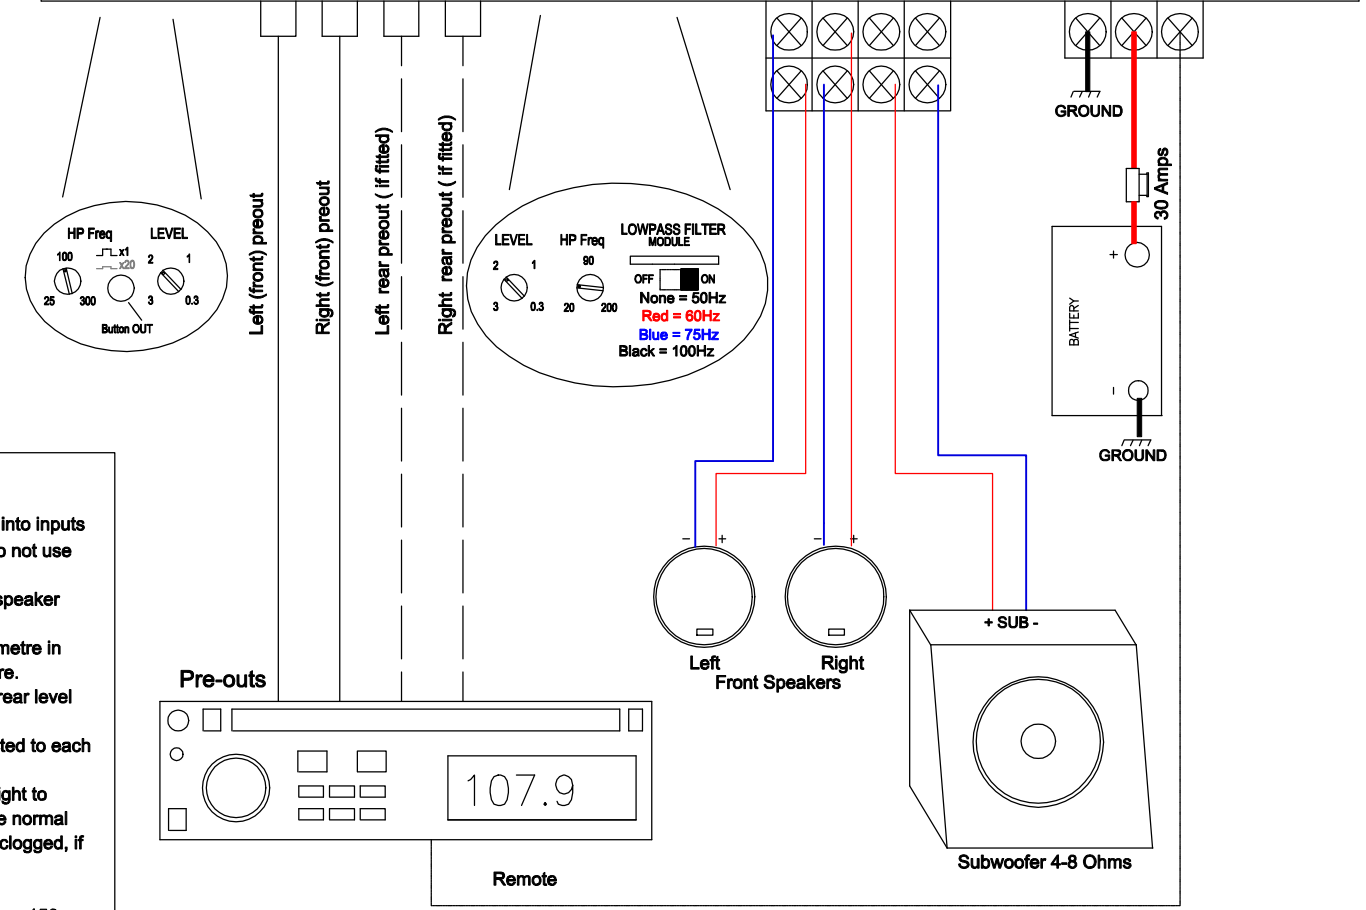 GROUND
30 Amps
+
BATTERY
-
GROUND
HP Freq
LEVEL
100
x1
x20
2
1
25
300
3
0.3
Button OUT
Left (front) preout
Right (front) preout
Left rear preout ( if fitted)
Right rear preout ( if fitted)
LEVEL
HP Freq
LOWPASS FILTER
MODULE
2
1
90
OFF
ON
3
0.3
20
200
None = 50Hz
Red = 60Hz
Blue = 75Hz
Black = 100Hz
into inputs
o not use
speaker
metre in
re.
rear level
ted to each
ight to
e normal
clogged, if
- +
- +
Left
Right
Front Speakers
+ SUB -
Subwoofer 4-8 Ohms
Pre-outs
107.9
Remote